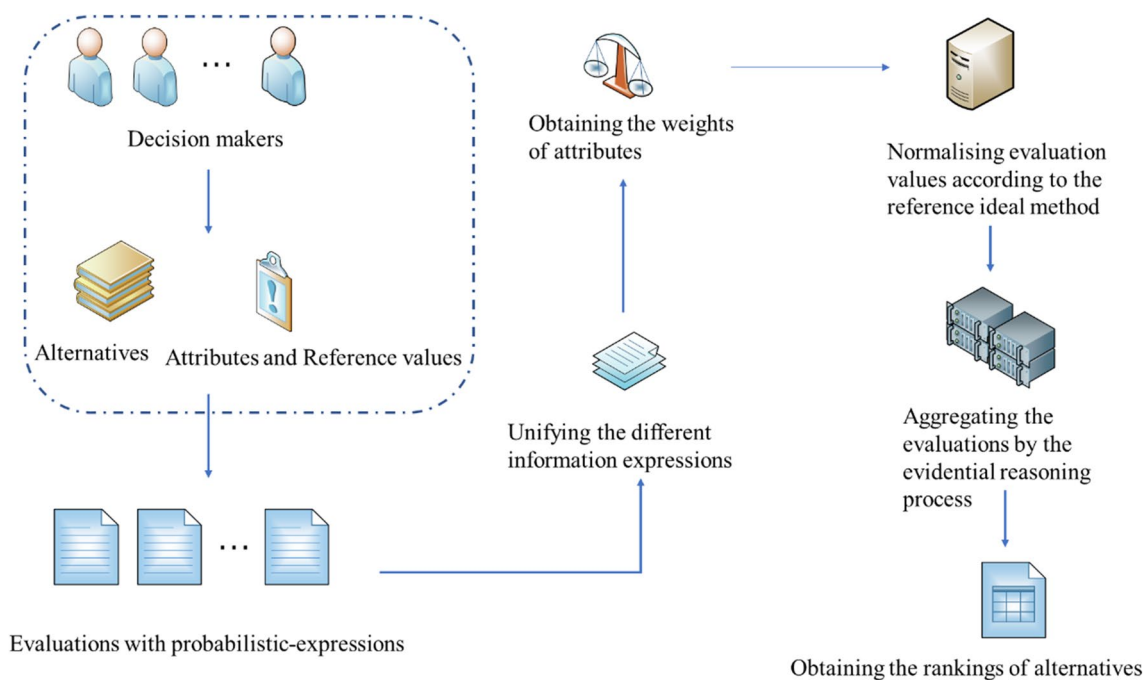 ...
Decision makers
Alternatives
Attributes and Reference values
...
Evaluations with probabilistic-expressions
Unifying the different
information expressions
Obtaining the weights
of attributes
Normalising evaluation
values according to the
reference ideal method
Aggregating the
evaluations by the
evidential reasoning
process
Obtaining the rankings of alternatives